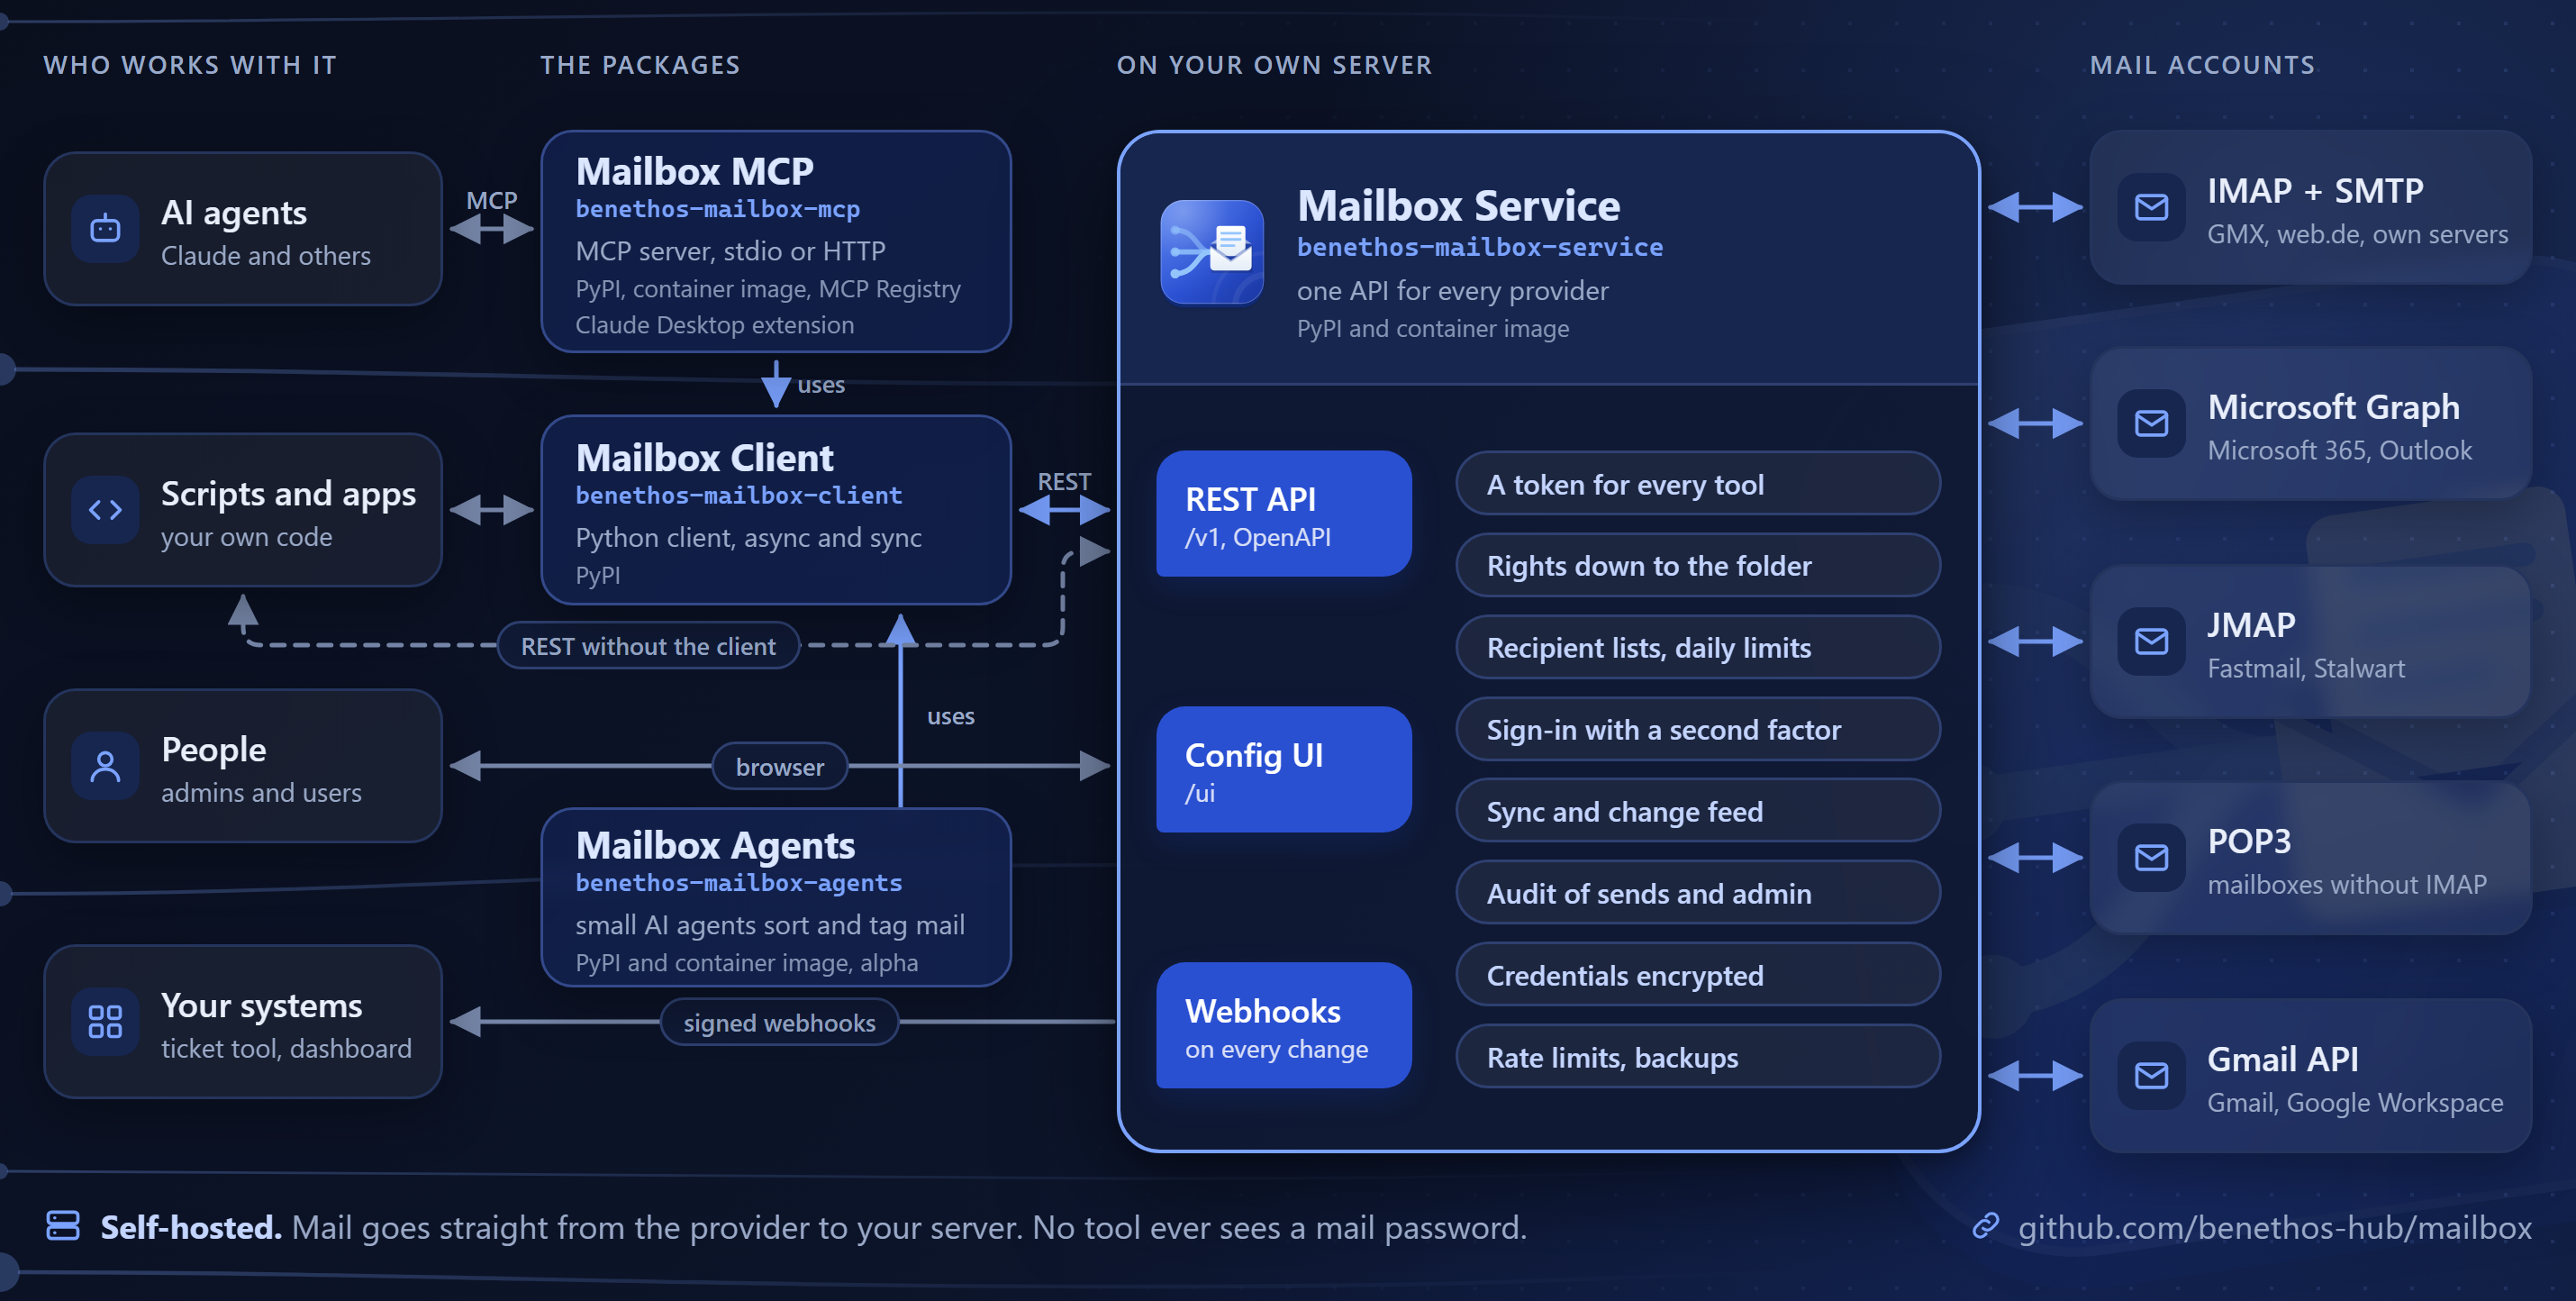 WHO WORKS WITH IT
THE PACKAGES
ON YOUR OWN SERVER
MAIL ACCOUNTS
AI agents
Claude and others
MCP
Scripts and apps
your own code
People
admins and users
Your systems
ticket tool, dashboard
Mailbox MCP
benethos-mailbox-mcp
MCP server, stdio or HTTP
PyPI, container image, MCP Registry
Claude Desktop extension
uses
Mailbox Client
benethos-mailbox-client
Python client, async and sync
PyPI
REST
REST without the client
uses
browser
Mailbox Agents
benethos-mailbox-agents
small AI agents sort and tag mail
PyPI and container image, alpha
signed webhooks
Mailbox Service
benethos-mailbox-service
one API for every provider
PyPI and container image
REST API
/v1, OpenAPI
Config UI
/ui
Webhooks
on every change
A token for every tool
Rights down to the folder
Recipient lists, daily limits
Sign-in with a second factor
Sync and change feed
Audit of sends and admin
Credentials encrypted
Rate limits, backups
IMAP + SMTP
GMX, web.de, own servers
Microsoft Graph
Microsoft 365, Outlook
JMAP
Fastmail, Stalwart
POP3
mailboxes without IMAP
Gmail API
Gmail, Google Workspace
Self-hosted. Mail goes straight from the provider to your server. No tool ever sees a mail password.
github.com/benethos-hub/mailbox